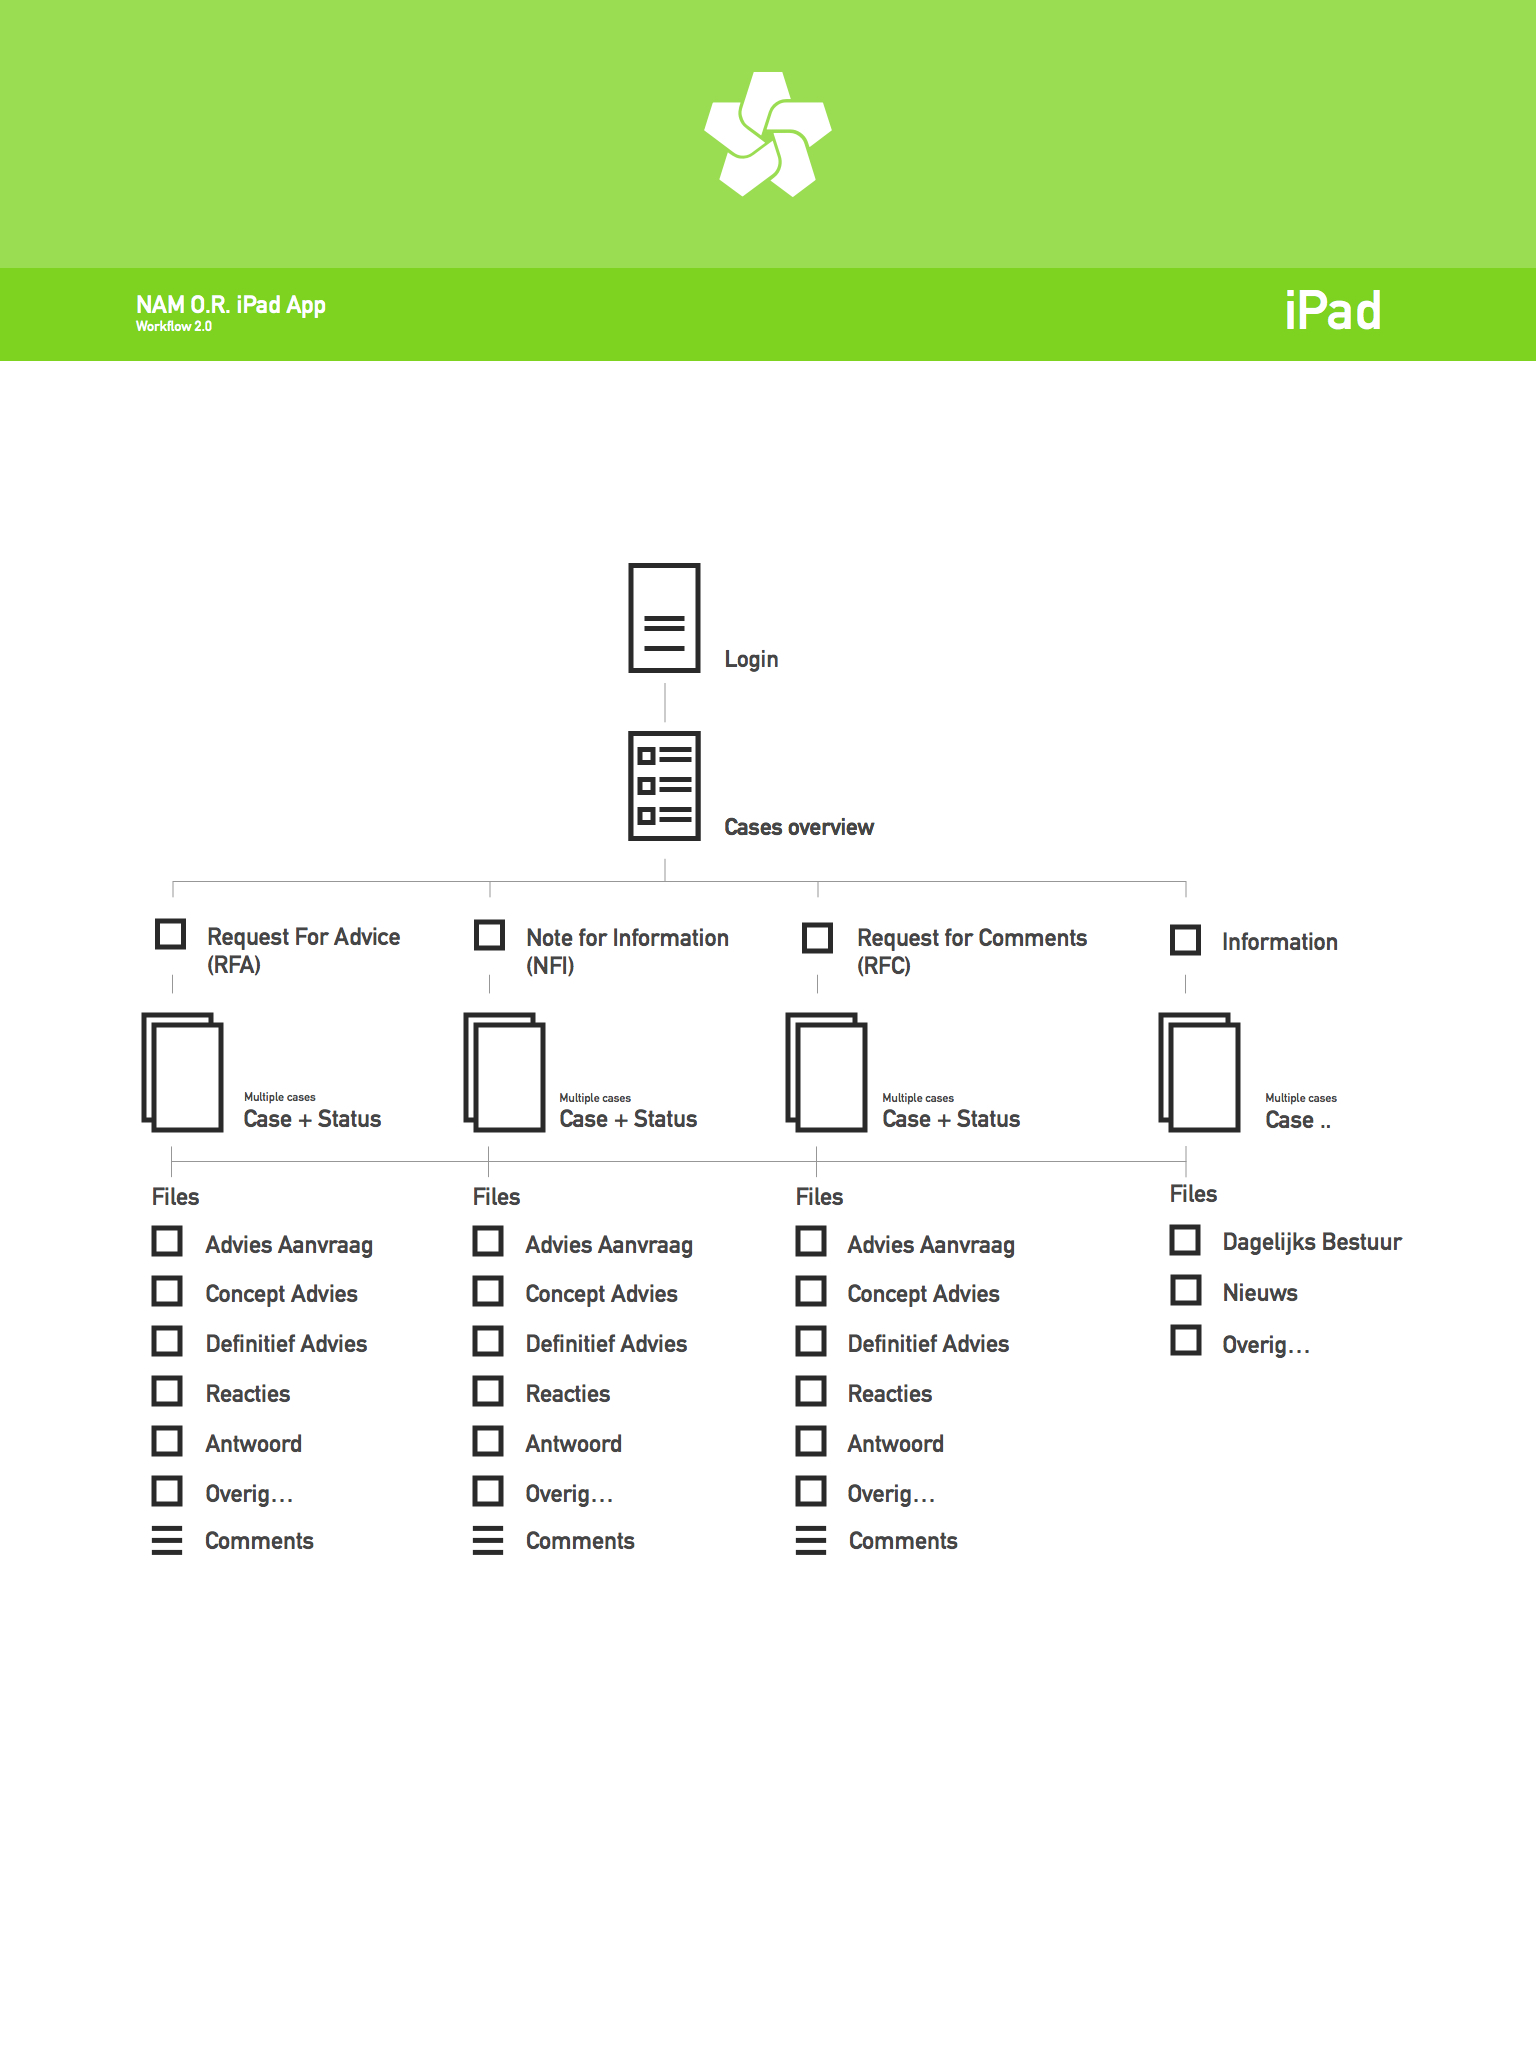 NAM O.R. iPad App
Workflow 2.0
iPad
Login
Cases overview
Request For Advice
(RFA)
Note for Information
(NFI)
Request for Comments
(RFC)
Information
Multiple cases
Case + Status
Multiple cases
Case + Status
Multiple cases
Case + Status
Multiple cases
Case ..
Files
Advies Aanvraag
Concept Advies
Definitief Advies
Reacties
Antwoord
Overig...
Comments
Files
Advies Aanvraag
Concept Advies
Definitief Advies
Reacties
Antwoord
Overig...
Comments
Files
Advies Aanvraag
Concept Advies
Definitief Advies
Reacties
Antwoord
Overig...
Comments
Files
Dagelijks Bestuur
Nieuws
Overig...